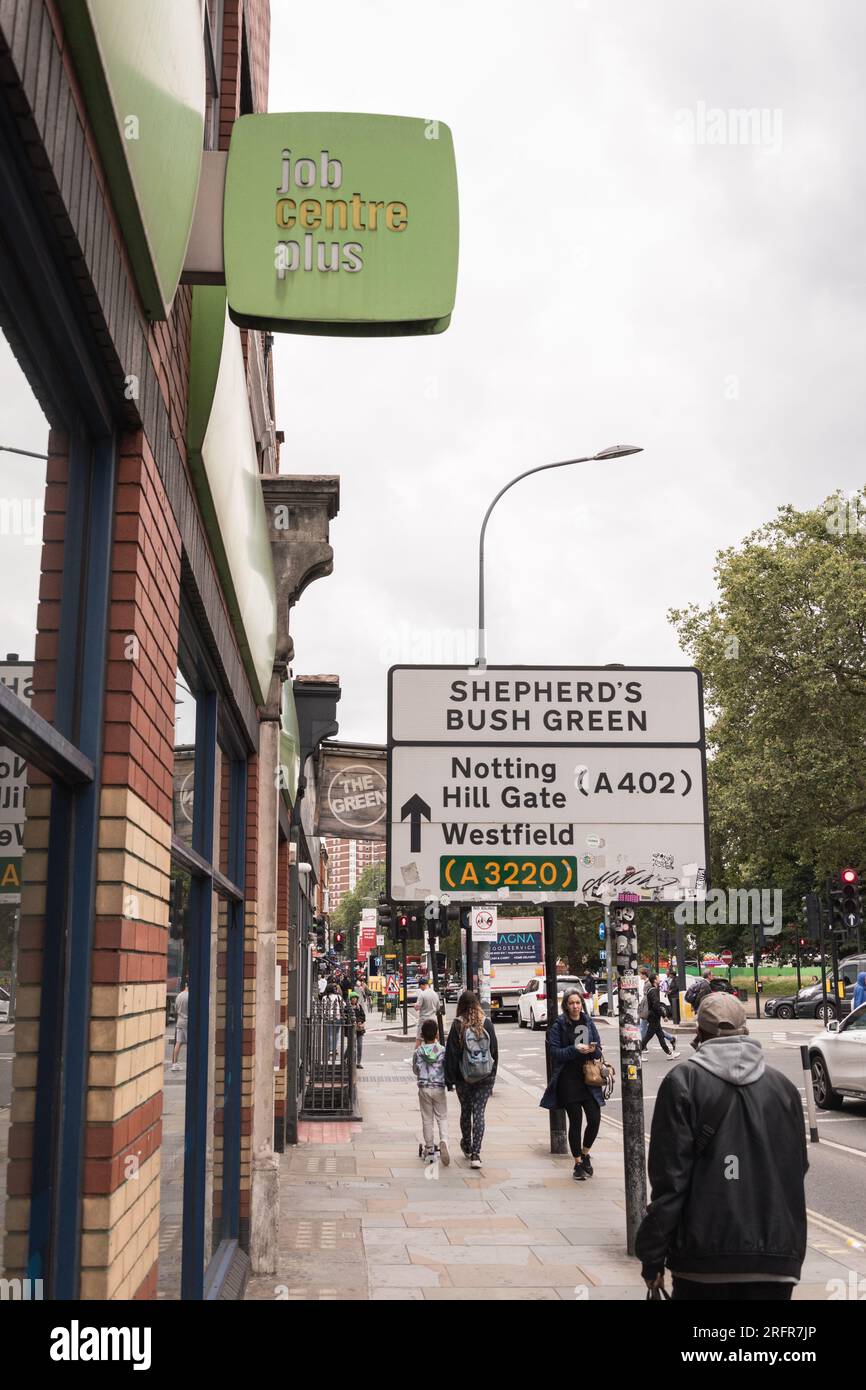 job
centre
plus
SHEPHERD'S
BUSH GREEN
Notting
Hill Gate
(A402)
Westfield
(A3220)
THE
GREEN
alamy
Image ID: 2RFR7JP
www.alamy.com